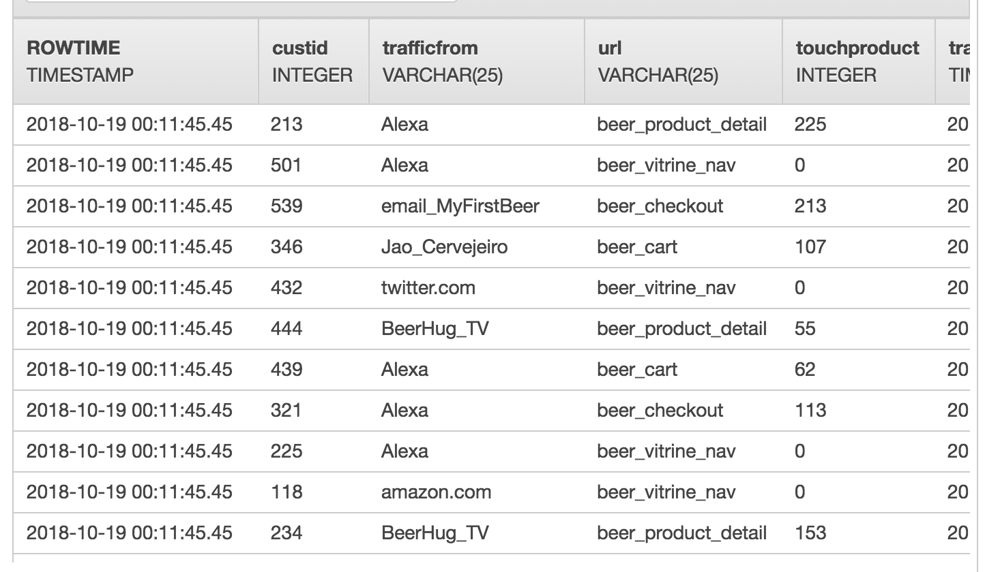 ROWTIME custid trafficfrom url touchproduct
TIMESTAMP INTEGER VARCHAR(25) VARCHAR(25) INTEGER
2018-10-19 00:11:45.45 213 Alexa beer_product_detail 225 20
2018-10-19 00:11:45.45 501 Alexa beer_vitrine_nav 0 20
2018-10-19 00:11:45.45 539 email_MyFirstBeer beer_checkout 213 20
2018-10-19 00:11:45.45 346 Jao_Cervejeiro beer_cart 107 20
2018-10-19 00:11:45.45 432 twitter.com beer_vitrine_nav 0 20
2018-10-19 00:11:45.45 444 BeerHug_TV beer_product_detail 55 20
2018-10-19 00:11:45.45 439 Alexa beer_cart 62 20
2018-10-19 00:11:45.45 321 Alexa beer_checkout 113 20
2018-10-19 00:11:45.45 225 Alexa beer_vitrine_nav 0 20
2018-10-19 00:11:45.45 118 amazon.com beer_vitrine_nav 0 20
2018-10-19 00:11:45.45 234 BeerHug_TV beer_product_detail 153 20